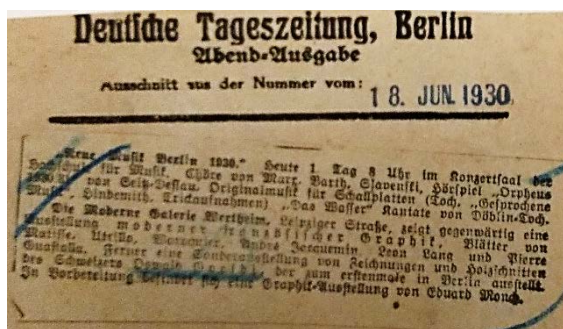 Deutsche Tageszeitung, Berlin
Abend-Ausgabe
Ausschnitt aus der Nummer vom:
18. JUN. 1930
„Neue Musik Berlin 1930.“ Heute 1. Tag 8 Uhr im Konzertsaal der
Hochschule für Musik. Chöre von Marx, Barth, Slavenski, Hörspiel „Orpheus
von Seitz-Dessau, Originalmusik für Schallplatten (Toch, „Gesprochene
Musik“, Hindemith, Trickaufnahmen) „Das Wasser“ Kantate von Döblin-Toch.
Die Moderne Galerie Wertheim, Leipziger Straße, zeigt gegenwärtig eine
Ausstellung moderner französischer Graphik. Blätter von
Matisse, Utrillo, André Jacquemin, Leon Lang und Pierre
Guastalla. Ferner eine Sonderausstellung von Zeichnungen und Holzschnitten
des Schweizers der zum erstenmale in Berlin ausstellt.
In Vorbereitung befindet sich eine Graphik-Ausstellung von Eduard Munch.